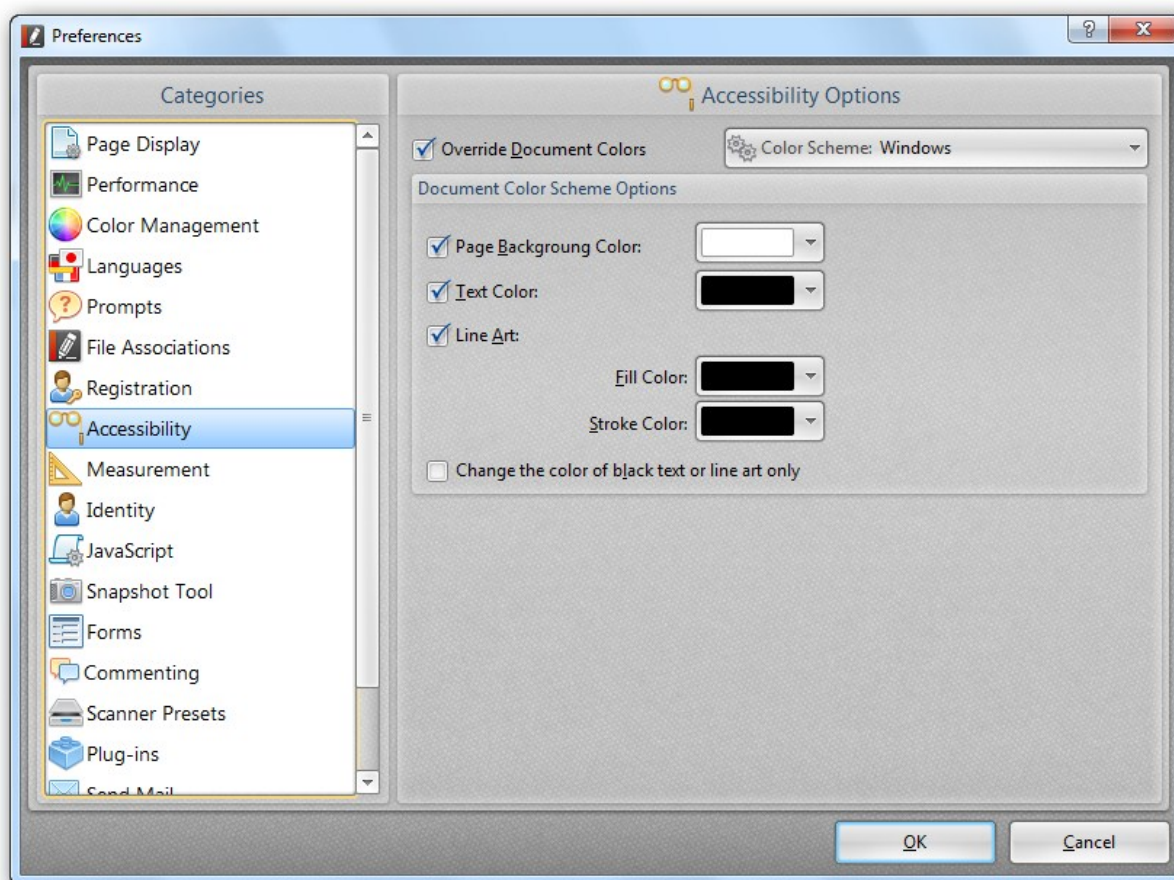 Preferences
Categories
Page Display
Performance
Color Management
Languages
Prompts
File Associations
Registration
Accessibility
Measurement
Identity
JavaScript
Snapshot Tool
Forms
Commenting
Scanner Presets
Plug-ins
Send Mail
Accessibility Options
Override Document Colors
Color Scheme: Windows
Document Color Scheme Options
Page Backgroung Color:
Text Color:
Line Art:
Fill Color:
Stroke Color:
Change the color of black text or line art only
OK
Cancel